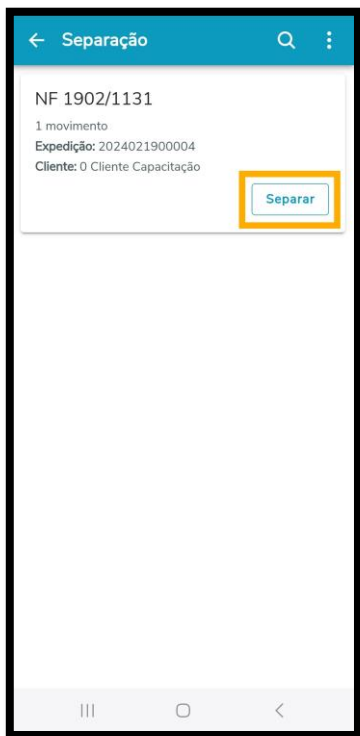 Separação
NF 1902/1131
1 movimento
Expedição: 2024021900004
Cliente: 0 Cliente Capacitação
Separar